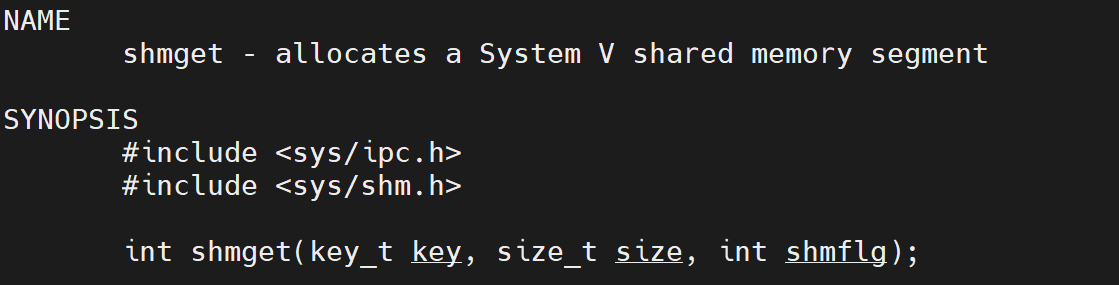 NAME
shmget - allocates a System V shared memory segment
SYNOPSIS
#include <sys/ipc.h>
#include <sys/shm.h>
int shmget(key_t key, size_t size, int shmflg);